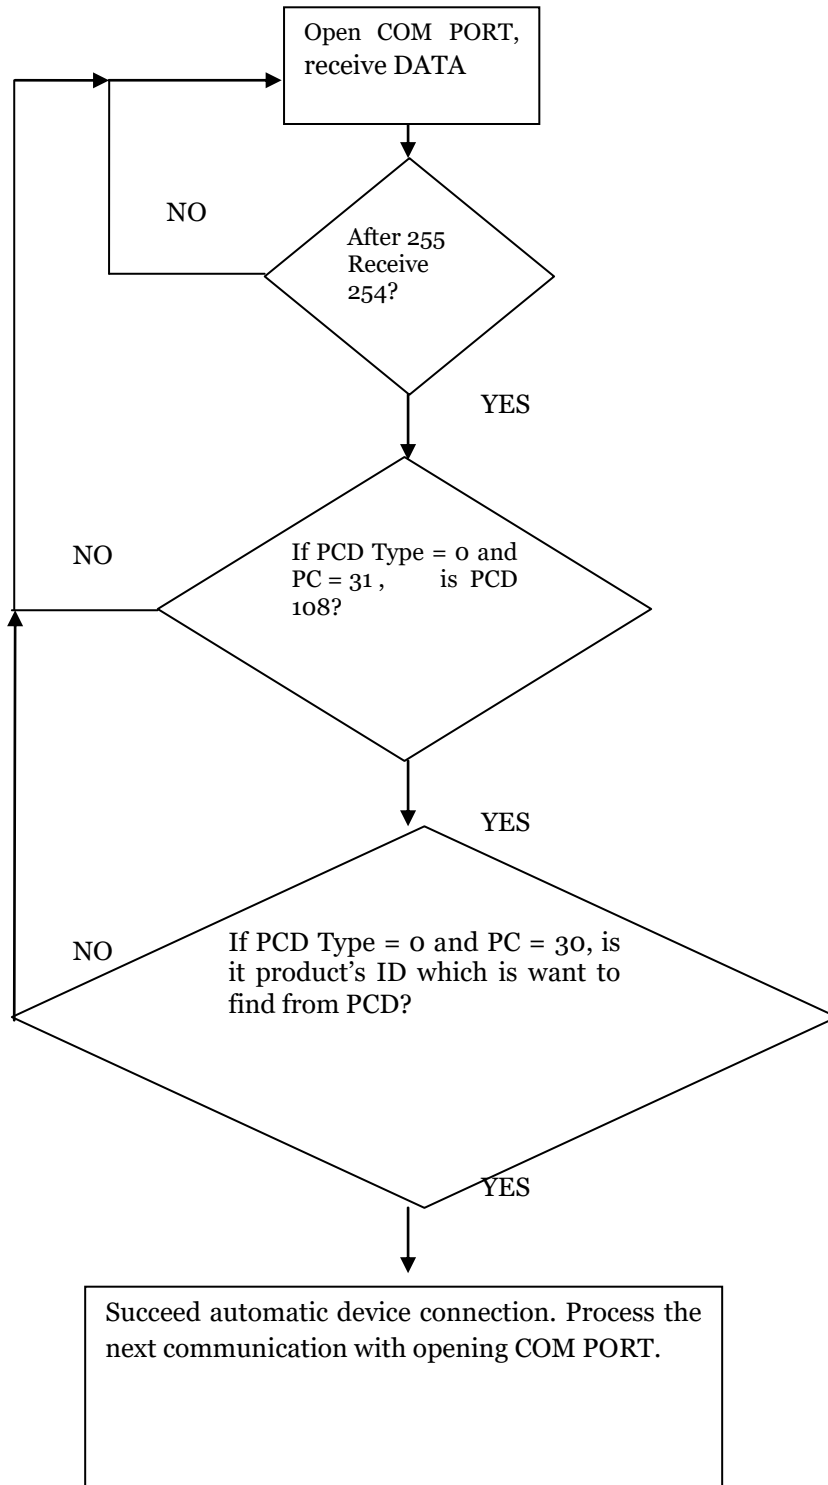 Open COM PORT,
receive DATA
NO
After 255
Receive
254?
YES
NO
If PCD Type = 0 and
PC = 31 , is PCD
108?
YES
NO
If PCD Type = 0 and PC = 30, is
it product’s ID which is want to
find from PCD?
YES
Succeed automatic device connection. Process the
next communication with opening COM PORT.